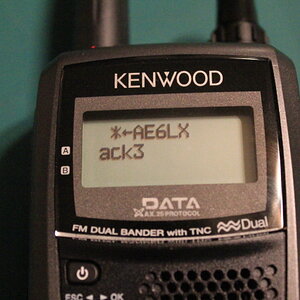 KENWOOD
*←AE6LX
ack3
A
B
DATA
AX.25 PROTOCOL
FM DUAL BANDER with TNC
Dual
ESC ◄ ► OK